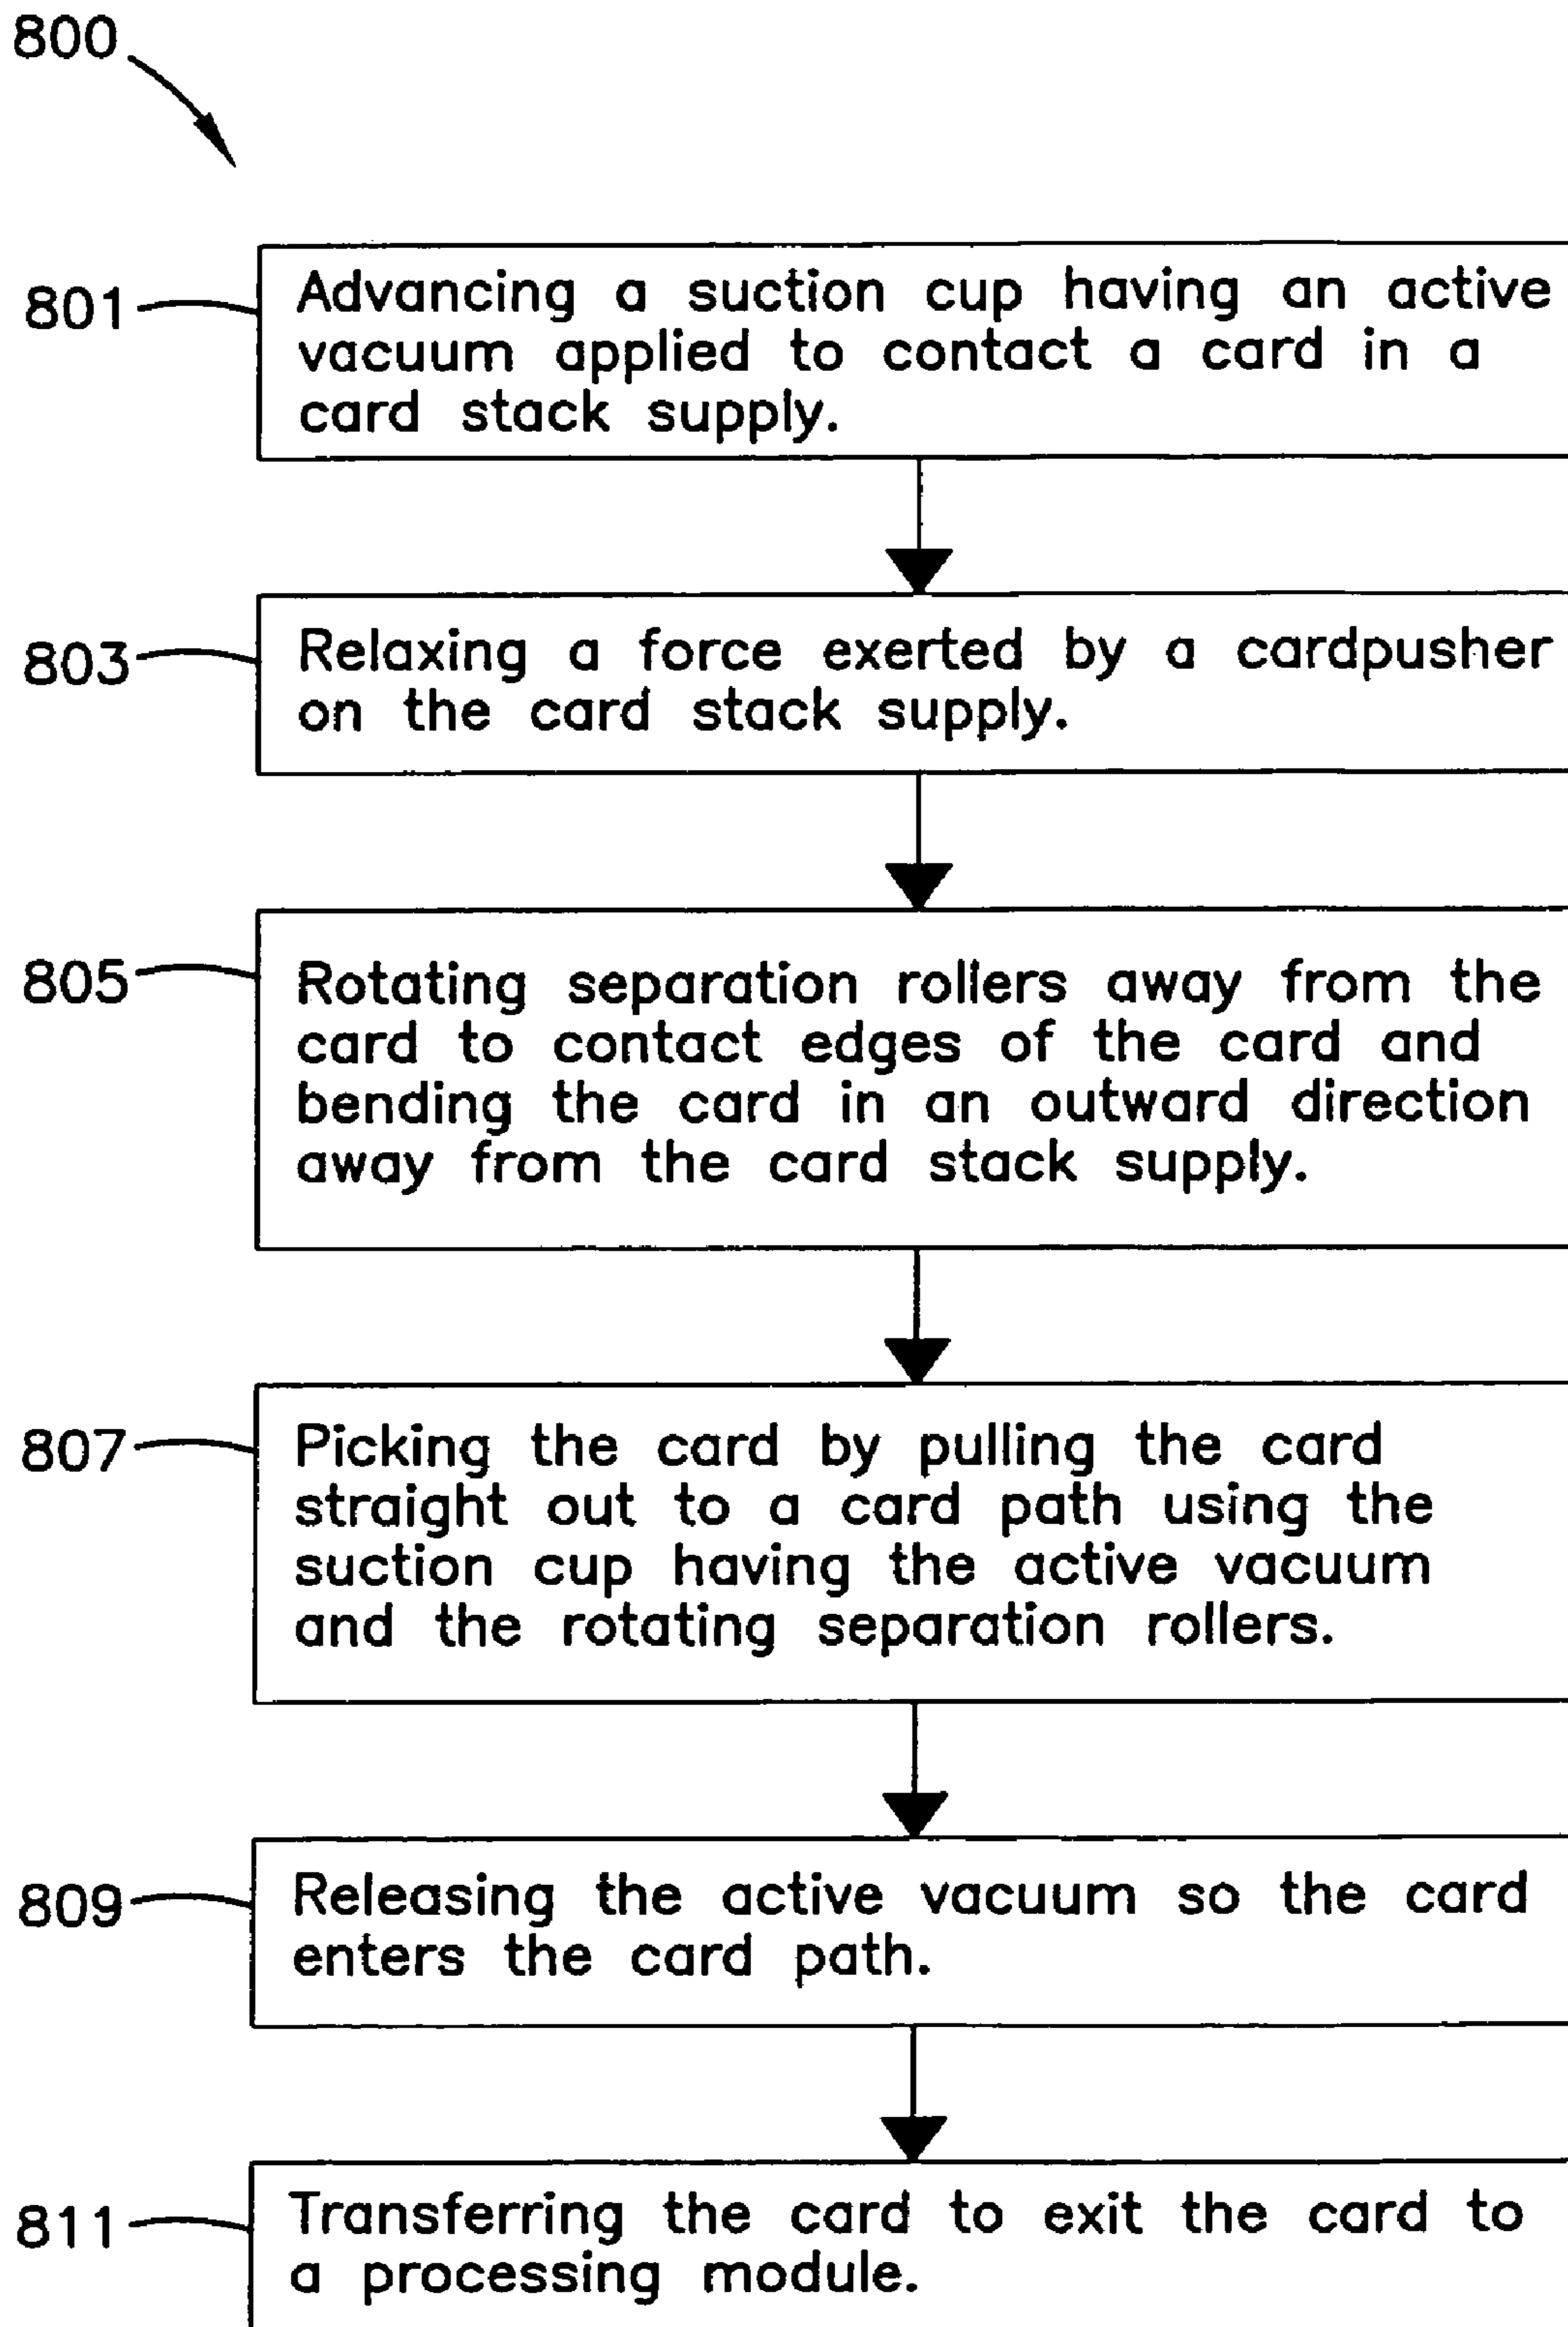 800
801
Advancing a suction cup having an active
vacuum applied to contact a card in a
card stack supply.
803
Relaxing a force exerted by a cardpusher
on the card stack supply.
805
Rotating separation rollers away from the
card to contact edges of the card and
bending the card in an outward direction
away from the card stack supply.
807
Picking the card by pulling the card
straight out to a card path using the
suction cup having the active vacuum
and the rotating separation rollers.
809
Releasing the active vacuum so the card
enters the card path.
811
Transferring the card to exit the card to
a processing module.